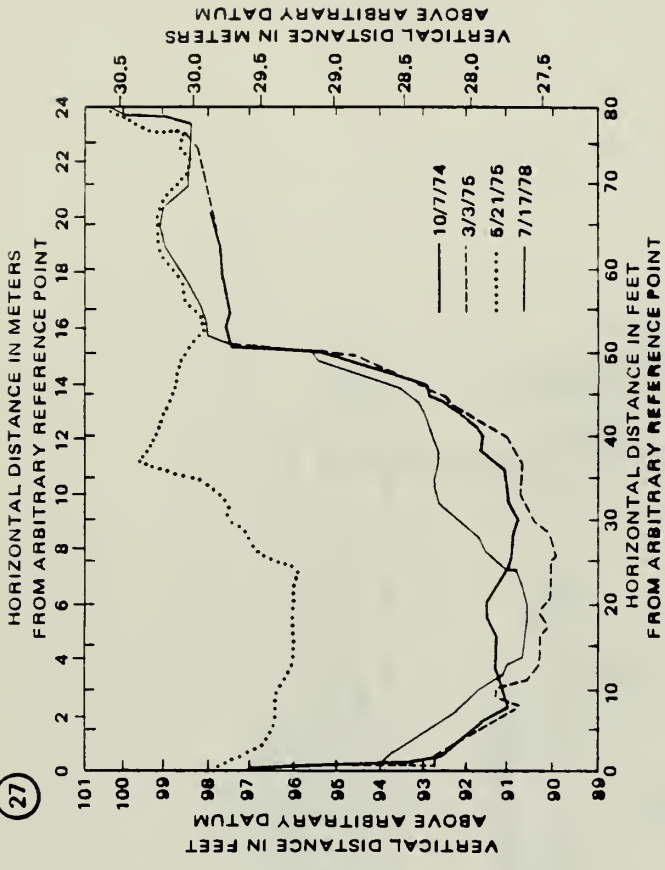 27
HORIZONTAL DISTANCE IN METERS
FROM ARBITRARY REFERENCE POINT
0 2 4 6 8 10 12 14 16 18 20 22 24
VERTICAL DISTANCE IN FEET
ABOVE ARBITRARY DATUM
101
100
99
98
97
96
95
94
93
92
91
90
89
VERTICAL DISTANCE IN METERS
ABOVE ARBITRARY DATUM
30.5
30.0
29.5
29.0
28.5
28.0
27.5
10/7/74
3/3/75
5/21/75
7/17/78
0 10 20 30 40 50 60 70 80
HORIZONTAL DISTANCE IN FEET
FROM ARBITRARY REFERENCE POINT